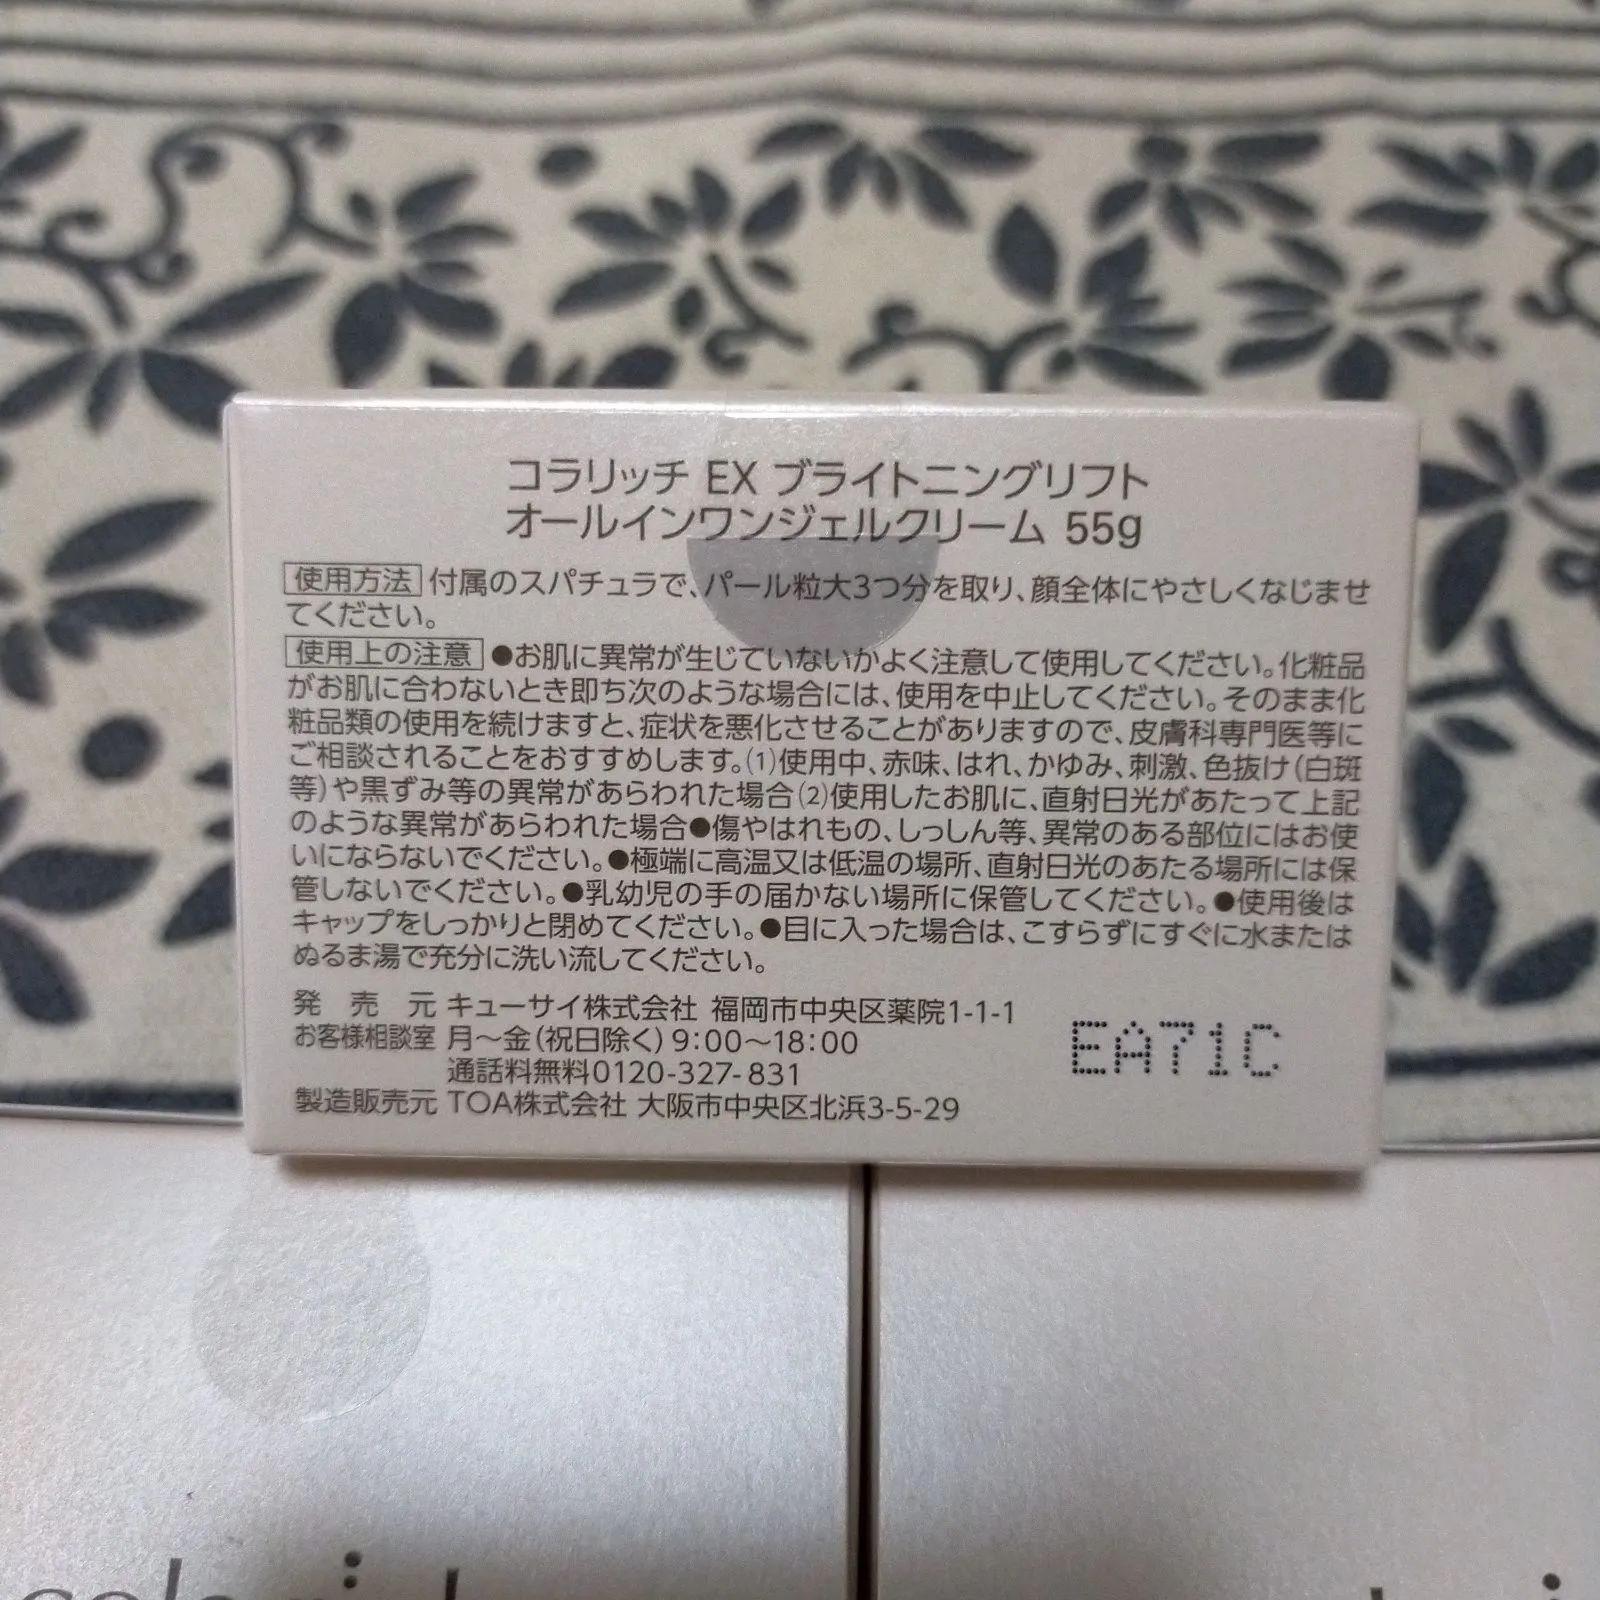 コラリッチ EX ブライトニングリフト
オールインワンジェルクリーム 55g
使用方法 付属のスパチュラで、パール粒大3つ分を取り、顔全体にやさしくなじませ
てください。
使用上の注意 ●お肌に異常が生じていないかよく注意して使用してください。化粧品
がお肌に合わないとき即ち次のような場合には、使用を中止してください。そのまま化
粧品類の使用を続けますと、症状を悪化させることがありますので、皮膚科専門医等に
ご相談されることをおすすめします。(1)使用中、赤味、はれ、かゆみ、刺激、色抜け(白斑
等)や黒ずみ等の異常があらわれた場合(2)使用したお肌に、直射日光があたって上記
のような異常があらわれた場合●傷やはれもの、しっしん等、異常のある部位にはお使
いにならないでください。●極端に高温又は低温の場所、直射日光のあたる場所には保
管しないでください。●乳幼児の手の届かない場所に保管してください。●使用後は
キャップをしっかりと閉めてください。●目に入った場合は、こすらずにすぐに水または
ぬるま湯で充分に洗い流してください。
発 売 元 キューサイ株式会社 福岡市中央区薬院1-1-1
お客様相談室 月〜金(祝日除く)9:00〜18:00
通話料無料0120-327-831
製造販売元 TOA株式会社 大阪市中央区北浜3-5-29
EA71C